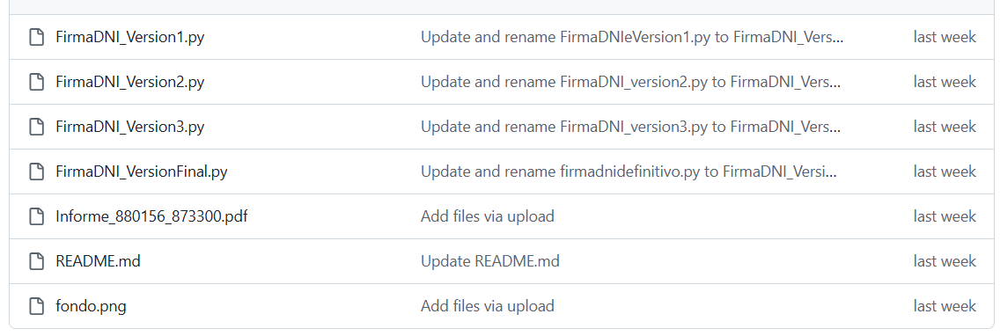 FirmaDNI_Version1.py Update and rename FirmaDNIeVersion1.py to FirmaDNI_Vers... last week
FirmaDNI_Version2.py Update and rename FirmaDNI_version2.py to FirmaDNI_Vers... last week
FirmaDNI_Version3.py Update and rename FirmaDNI_version3.py to FirmaDNI_Vers... last week
FirmaDNI_VersionFinal.py Update and rename firmadnidefinitivo.py to FirmaDNI_Versi... last week
Informe_880156_873300.pdf Add files via upload last week
README.md Update README.md last week
fondo.png Add files via upload last week